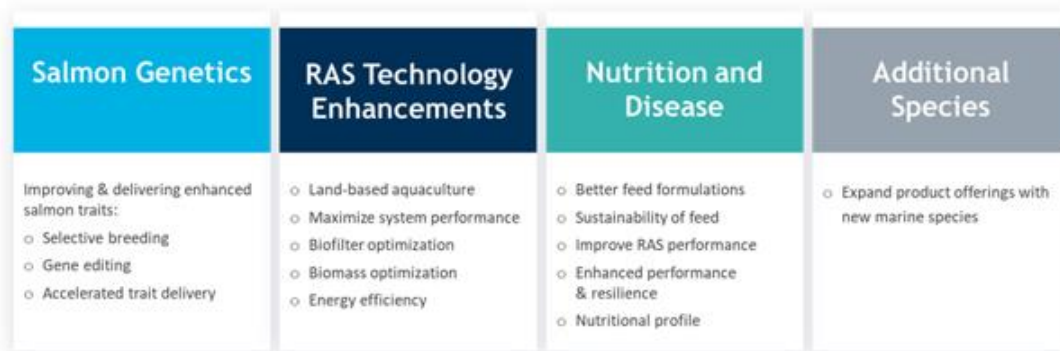 Salmon Genetics
Improving & delivering enhanced
salmon traits:
o Selective breeding
o Gene editing
o Accelerated trait delivery
RAS Technology
Enhancements
o Land-based aquaculture
o Maximize system performance
o Biofilter optimization
o Biomass optimization
o Energy efficiency
Nutrition and
Disease
o Better feed formulations
o Sustainability of feed
o Improve RAS performance
o Enhanced performance
& resilience
o Nutritional profile
Additional
Species
o Expand product offerings with
new marine species